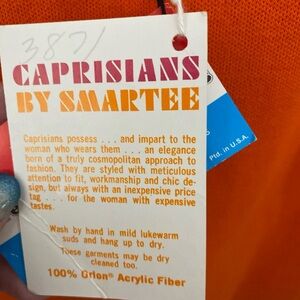 3871
CAPRISIANS
BY SMARTEE
Caprisians possess . . . and impart to the
woman who wears them . . . an elegance
born of a truly cosmopolitan approach to
fashion. They are styled with meticulous
attention to fit, workmanship and chic de-
sign, but always with an inexpensive price
tag . . . for the woman with expensive
tastes.
Wash by hand in mild lukewarm
suds and hang up to dry.
These garments may be dry
cleaned too.
100% Orlon® Acrylic Fiber
Ptd. in U.S.A.